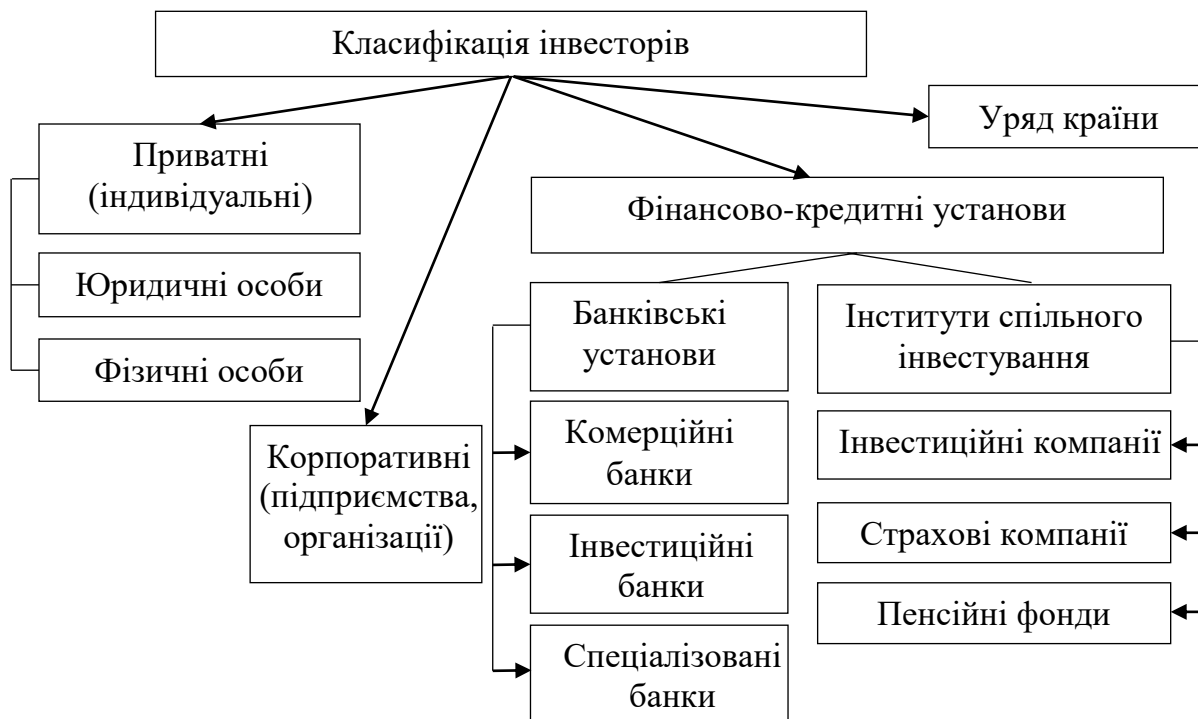 Класифікація інвесторів
Уряд країни
Приватні
(індивідуальні)
Юридичні особи
Фізичні особи
Корпоративні
(підприємства,
організації)
Фінансово-кредитні установи
Банківські
установи
Комерційні
банки
Інвестиційні
банки
Спеціалізовані
банки
Інститути спільного
інвестування
Інвестиційні компанії
Страхові компанії
Пенсійні фонди